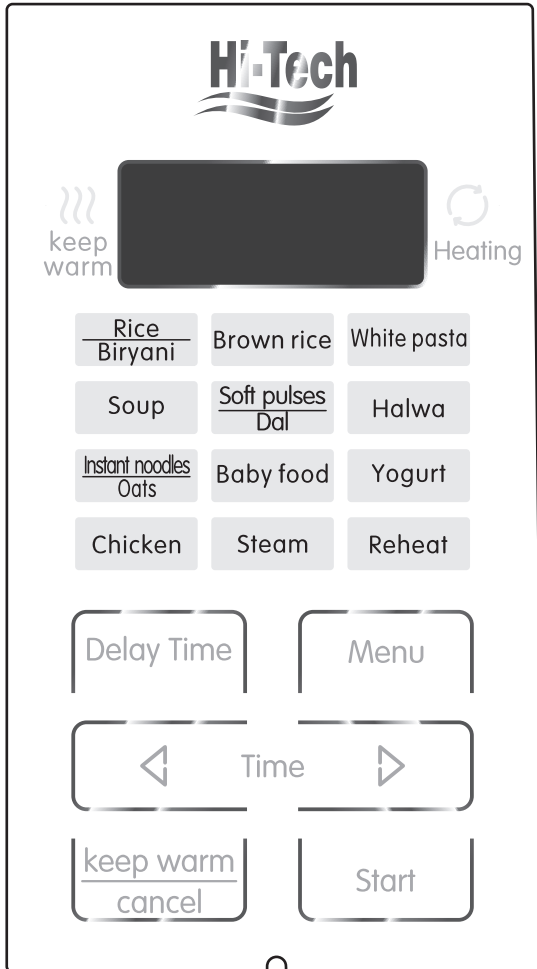 Hi-Tech
keep
warm
Heating
Rice
Biryani
Brown rice
White pasta
Soup
Soft pulses
Dal
Halwa
Instant noodles
Oats
Baby food
Yogurt
Chicken
Steam
Reheat
Delay Time
Menu
Time
keep warm
cancel
Start